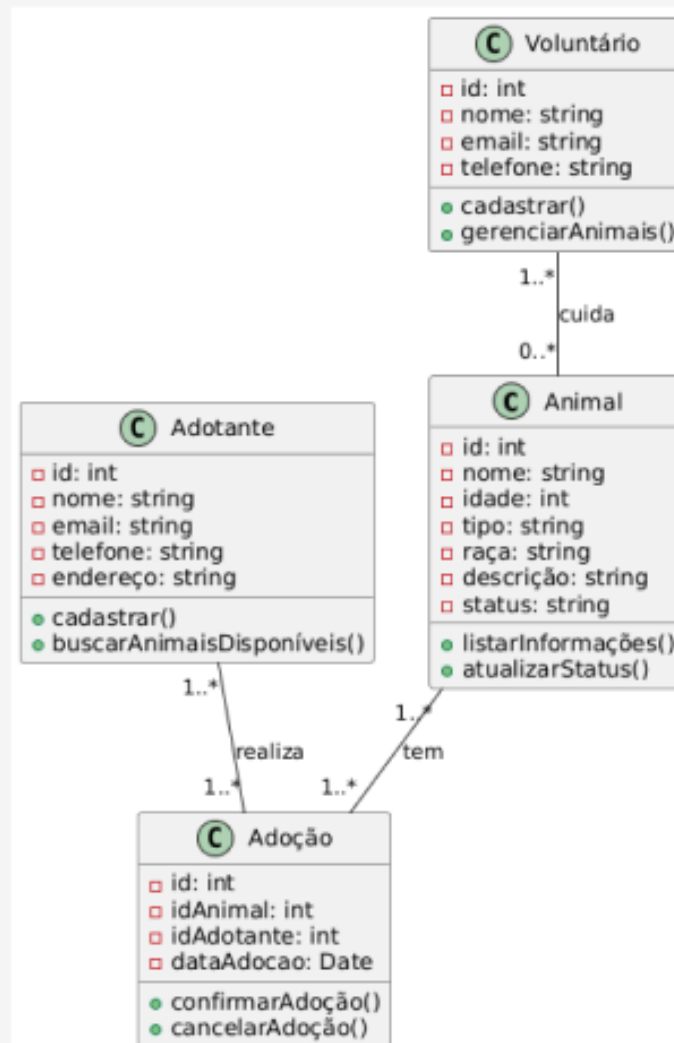 C Voluntário
id: int
nome: string
email: string
telefone: string
cadastrar()
gerenciarAnimais()
1..*
cuida
0..*
C Adotante
id: int
nome: string
email: string
telefone: string
endereço: string
cadastrar()
buscarAnimaisDisponíveis()
C Animal
id: int
nome: string
idade: int
tipo: string
raça: string
descrição: string
status: string
listarInformações()
atualizarStatus()
1..*
realiza
1..*
1..*
tem
1..*
C Adoção
id: int
idAnimal: int
idAdotante: int
dataAdocao: Date
confirmarAdoção()
cancelarAdoção()